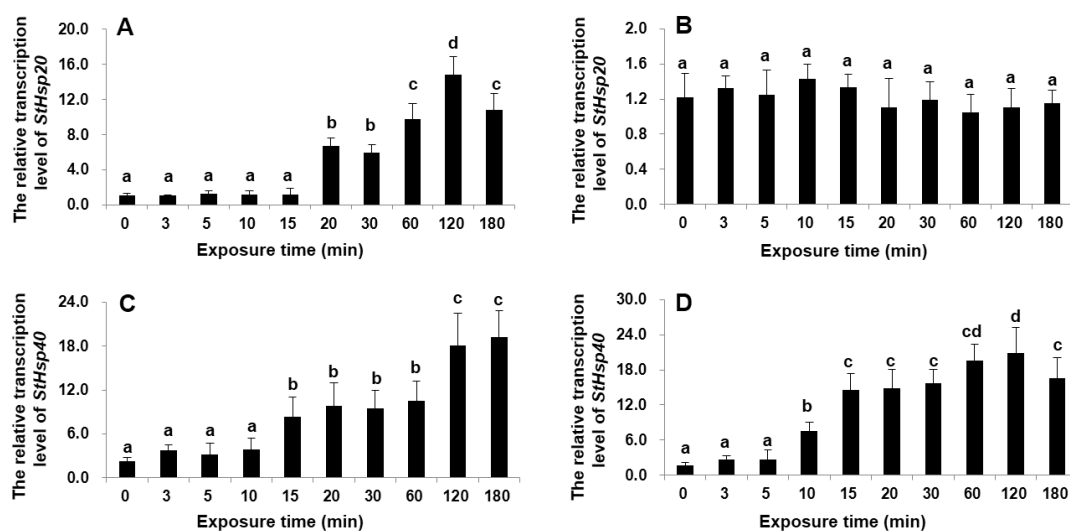 A
The relative transcription
level of StHsp20
20.0
16.0
12.0
8.0
4.0
0.0
a a a a a b b c d c
0 3 5 10 15 20 30 60 120 180
Exposure time (min)
B
The relative transcription
level of StHsp20
2.0
1.6
1.2
0.8
0.4
0.0
a a a a a a a a a a
0 3 5 10 15 20 30 60 120 180
Exposure time (min)
C
The relative transcription
level of StHsp40
24.0
18.0
12.0
6.0
0.0
a a a a b b b b c c
0 3 5 10 15 20 30 60 120 180
Exposure time (min)
D
The relative transcription
level of StHsp40
30.0
24.0
18.0
12.0
6.0
0.0
a a a b c c c cd d c
0 3 5 10 15 20 30 60 120 180
Exposure time (min)